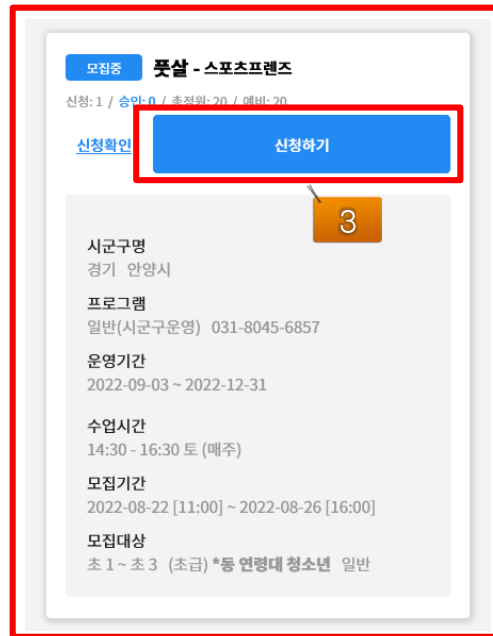 모집중 풋살 - 스포츠프렌즈
신청: 1 / 승인: 0 / 총정원: 20 / 예비: 20
신청확인 신청하기
3
시군구명
경기 안양시
프로그램
일반(시군구운영) 031-8045-6857
운영기간
2022-09-03 ~ 2022-12-31
수업시간
14:30 - 16:30 토 (매주)
모집기간
2022-08-22 [11:00] ~ 2022-08-26 [16:00]
모집대상
초 1 ~ 초 3 (초급) *동 연령대 청소년 일반